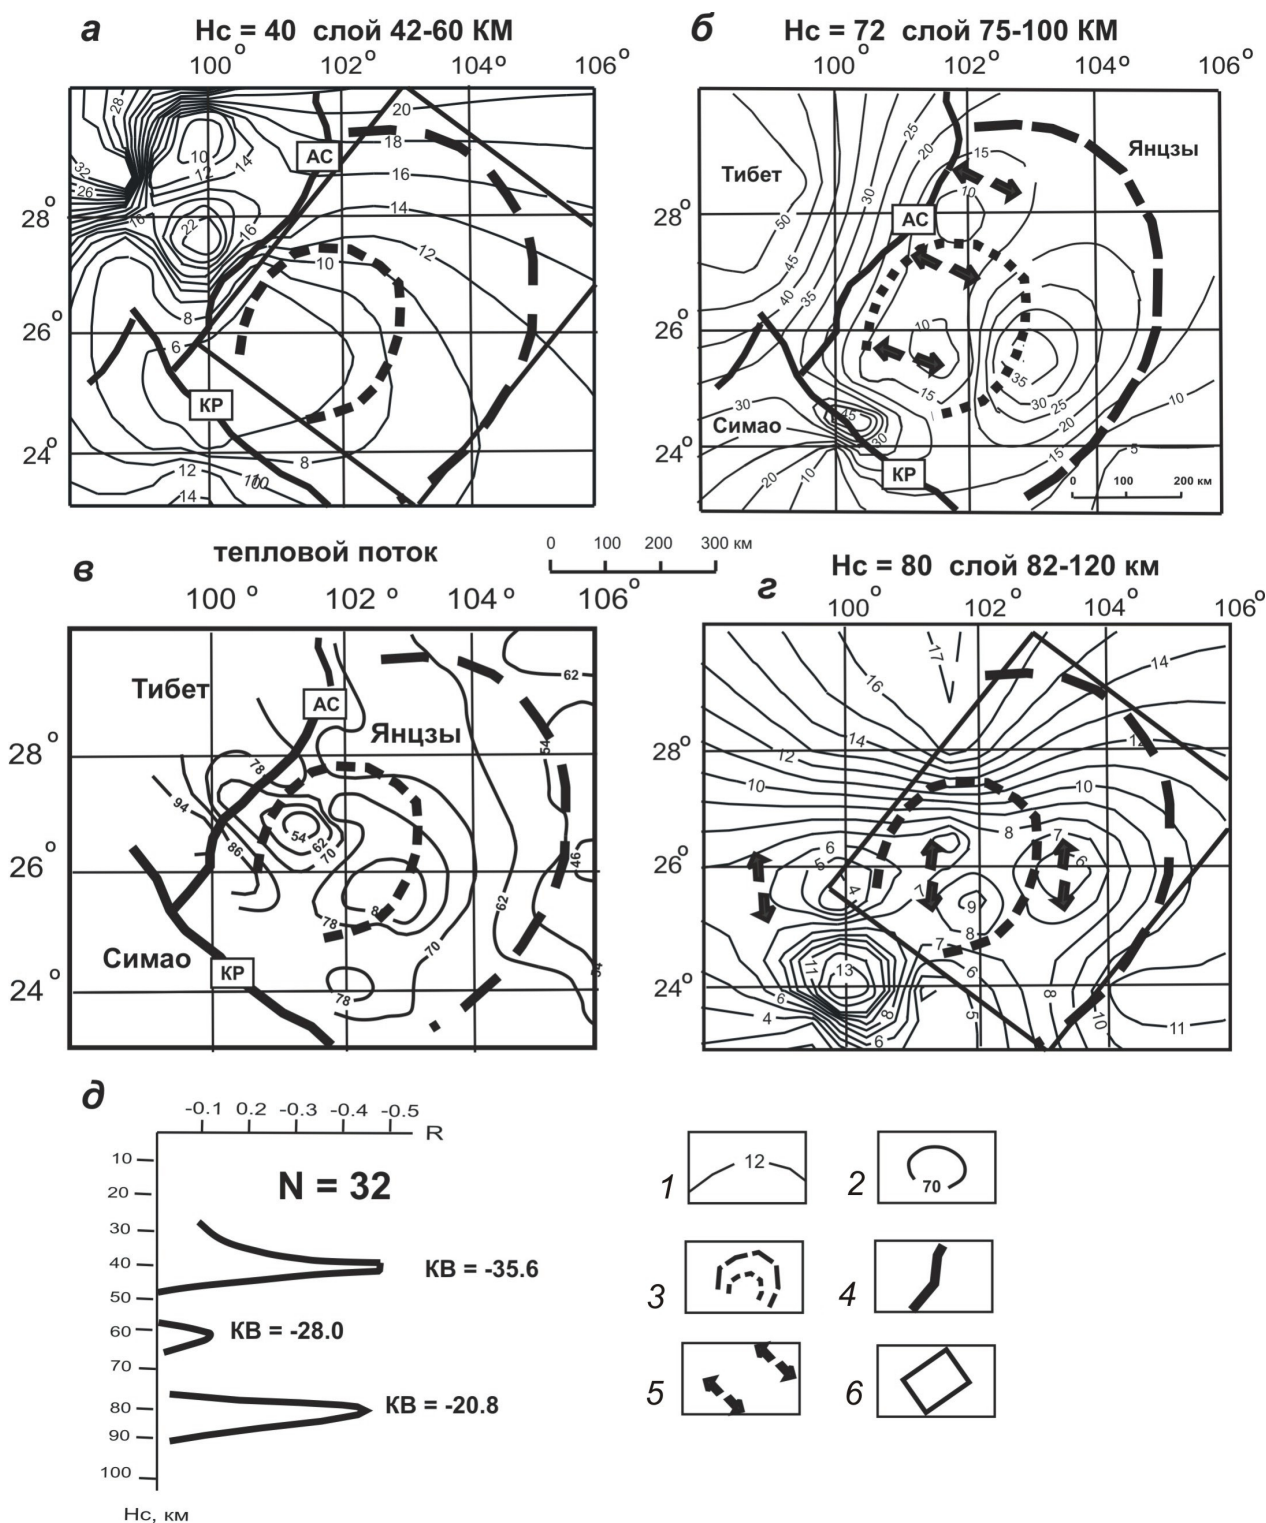 а Нс = 40 слой 42-60 КМ
100° 102° 104° 106°
28 20 18 АС 32 26 10 12 14 16
28° 18 22 16 14 12
26° 8 10 6
КР
24° 8 12 10 10 14
б Нс = 72 слой 75-100 КМ
100° 102° 104° 106°
Тибет Янцзы
25 20 15 30 10 50
28° АС
45 40 35
26° 10 35
30 15 45 30 30 25 20 10
Симао
24° КР 15 5
20 10
0 100 200 км
в тепловой поток
0 100 200 300 км
100° 102° 104° 106°
Тибет АС Янцзы
62
28° 78 54
94 54 62 70
26° 86 46
8 78 62 70
Симао КР
24° 78
г Нс = 80 слой 82-120 км
100° 102° 104° 106°
17 16 14
28° 14 12 12
10 10
8 7
26° 6 5 4 6
7 9 8
7 6
24° 11 13 6 4 8 6 5 8 10 11
д
-0.1 0.2 -0.3 -0.4 -0.5
R
10
N = 32
20
30
40 КВ = -35.6
50
60 КВ = -28.0
70
80 КВ = -20.8
90
100
Нс, км
1 12
2 70
3
4
5
6